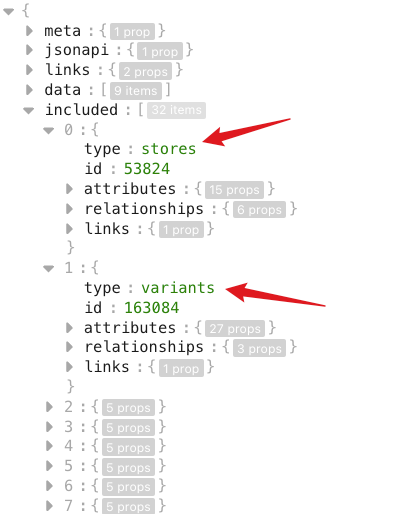 {
meta : { 1 prop }
jsonapi : { 1 prop }
links : { 2 props }
data : [ 9 items ]
included : [ 32 items
0 : {
type : stores
id : 53824
attributes : { 15 props }
relationships : { 6 props }
links : { 1 prop }
}
1 : {
type : variants
id : 163084
attributes : { 27 props }
relationships : { 3 props }
links : { 1 prop }
}
2 : { 5 props }
3 : { 5 props }
4 : { 5 props }
5 : { 5 props }
6 : { 5 props }
7 : { 5 props }